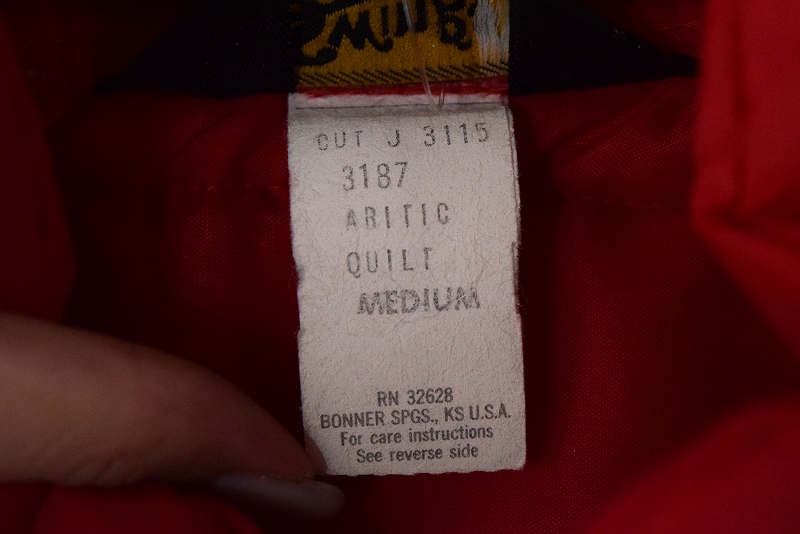 CUT J 3115
3187
ARITIC
QUILT
MEDIUM
RN 32628
BONNER SPGS., KS U.S.A.
For care instructions
See reverse side